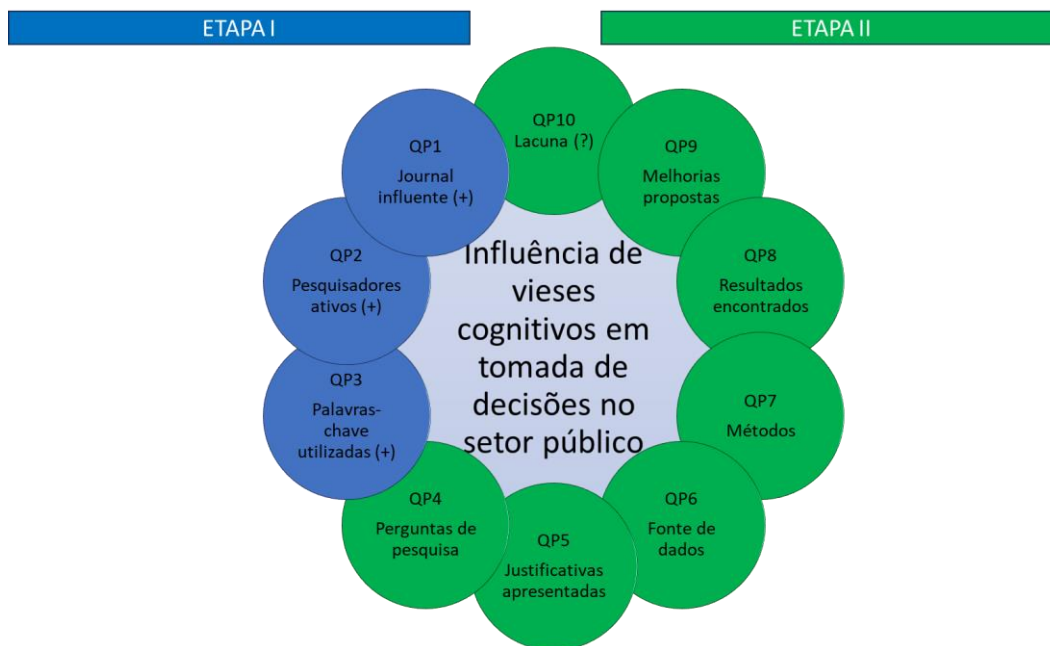 ETAPA I
ETAPA II
QP10
Lacuna (?)
QP1
Journal
influente (+)
QP9
Melhorias
propostas
QP2
Pesquisadores
ativos (+)
QP8
Resultados
encontrados
Influência de
vieses
cognitivos em
tomada de
decisões no
setor público
QP3
Palavras-
chave
utilizadas (+)
QP7
Métodos
QP4
Perguntas de
pesquisa
QP6
Fonte de
dados
QP5
Justificativas
apresentadas